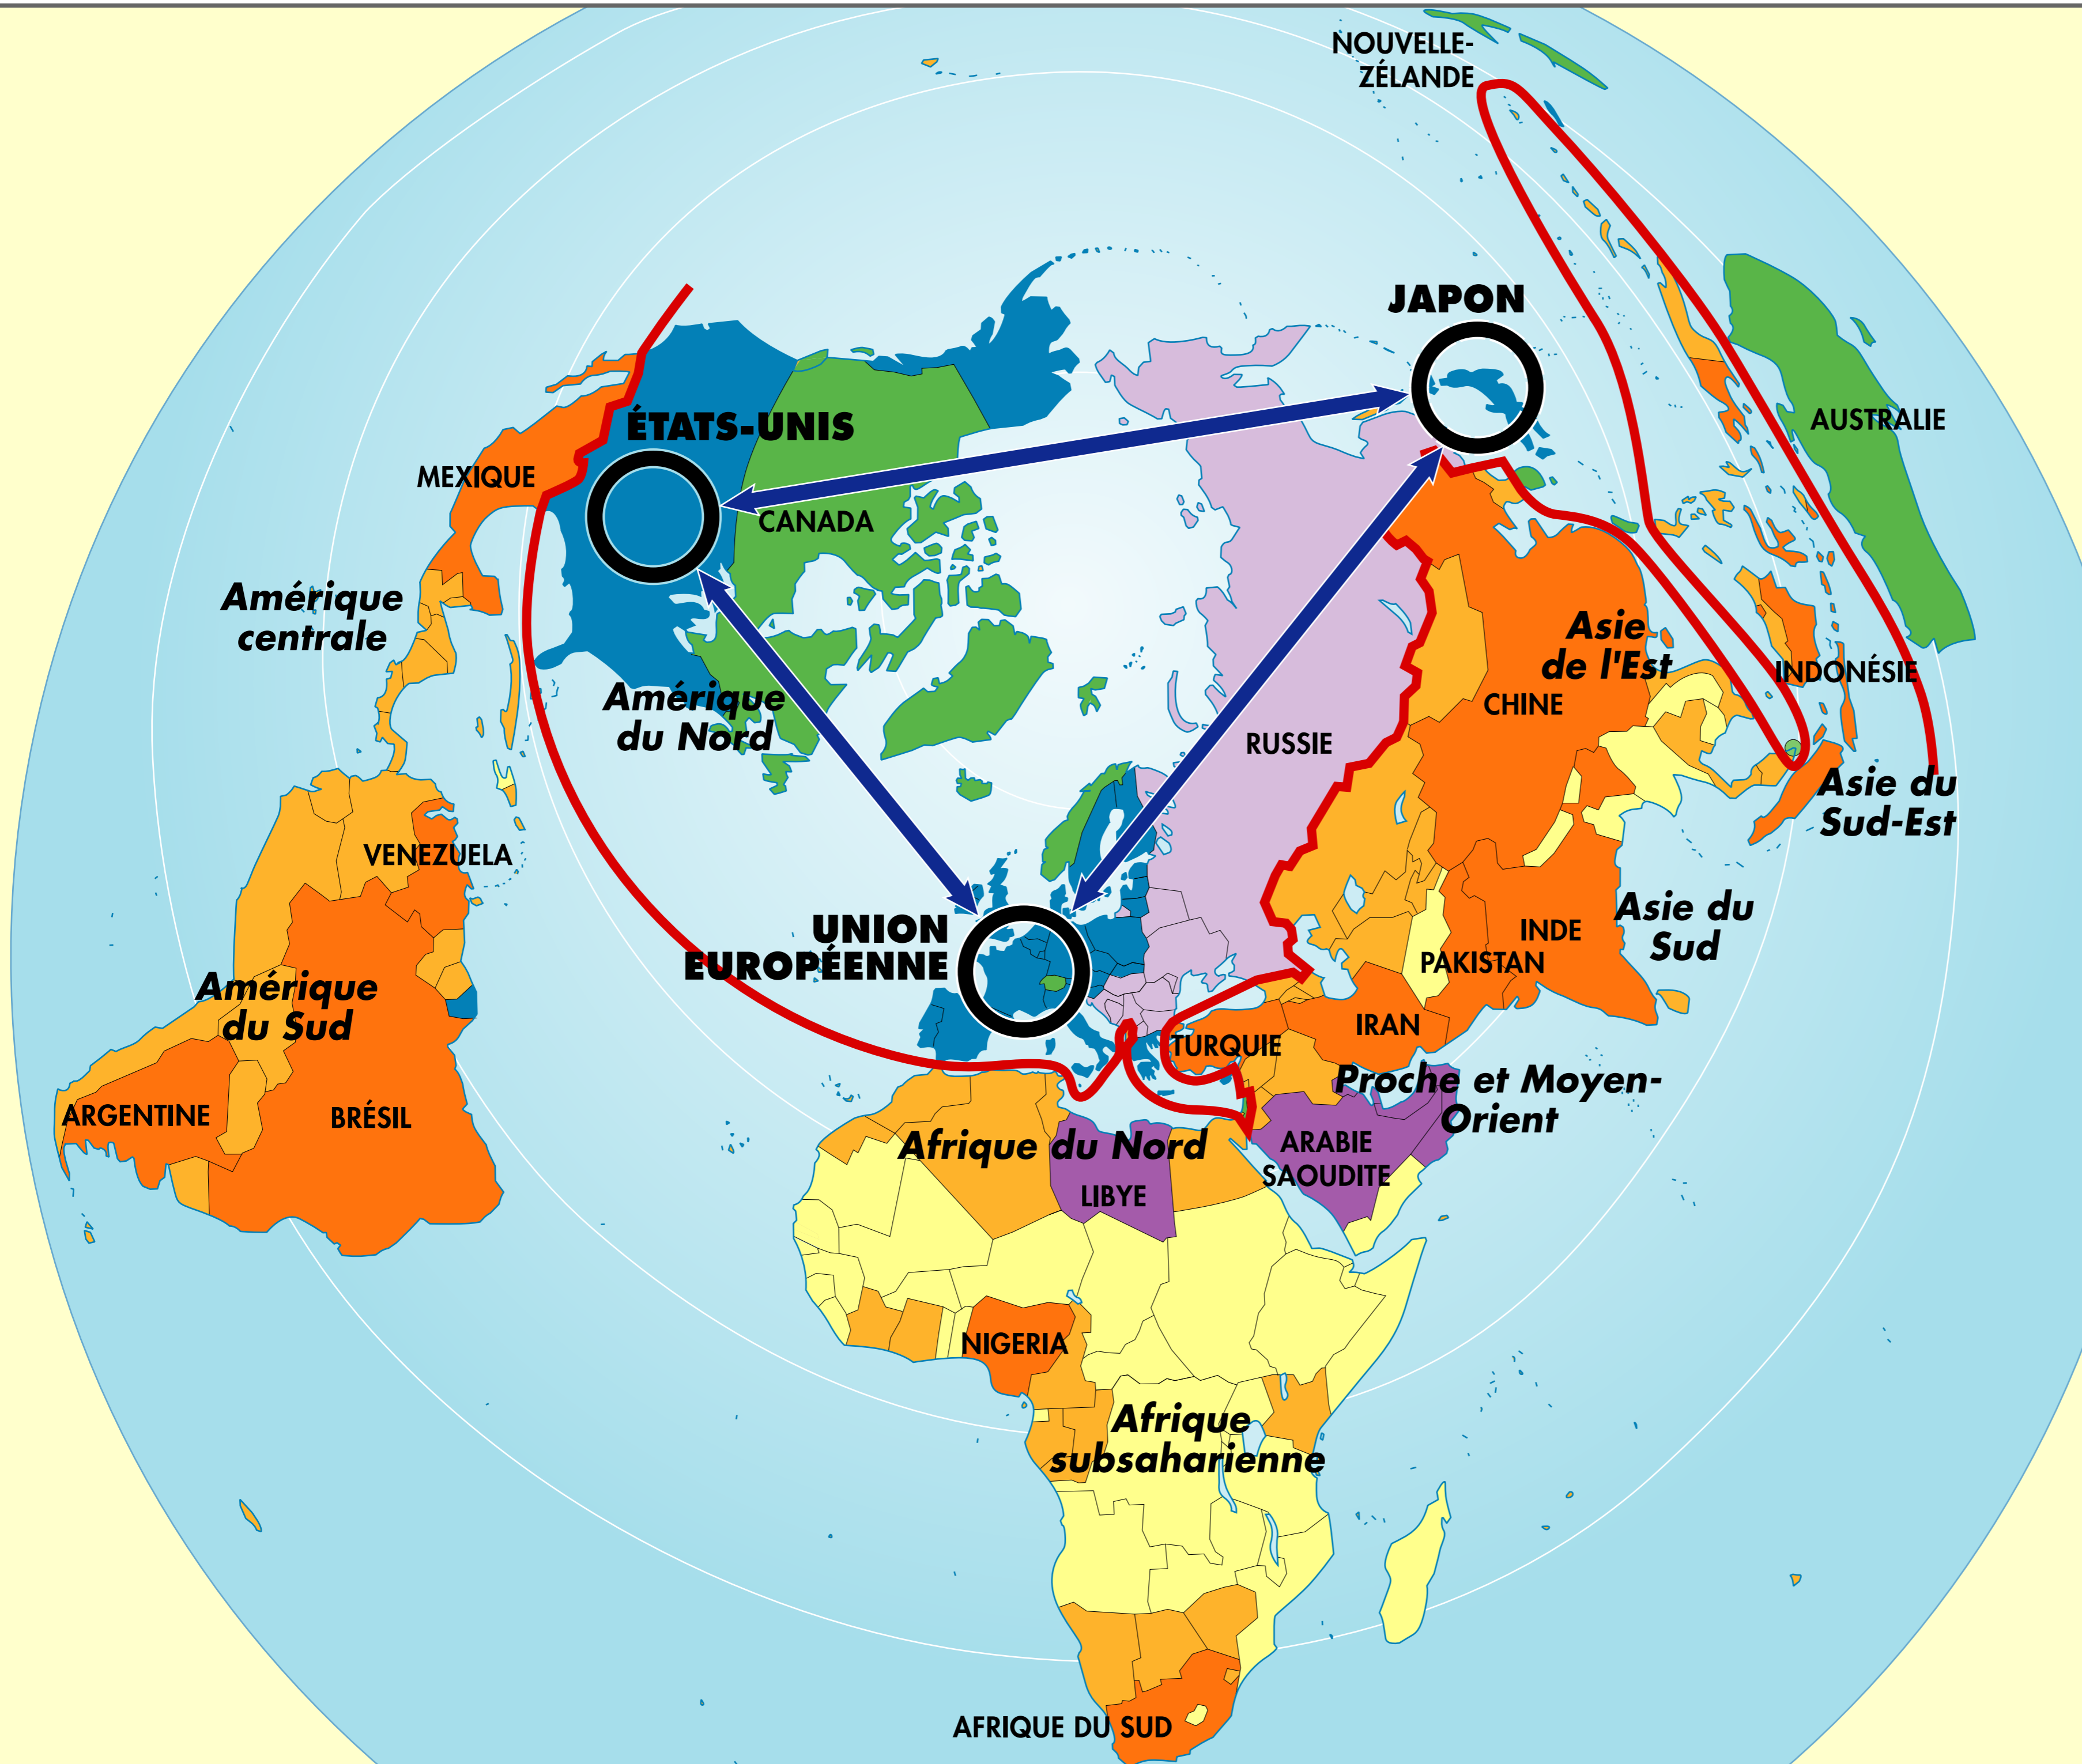 NOUVELLE-
ZÉLANDE
JAPON
ÉTATS-UNIS
AUSTRALIE
MEXIQUE
CANADA
Amérique
centrale
Asie
de l'Est
INDONÉSIE
Amérique
du Nord
CHINE
RUSSIE
Asie du
Sud-Est
VENEZUELA
UNION
EUROPÉENNE
Asie du
Sud
INDE
PAKISTAN
Amérique
du Sud
IRAN
TURQUIE
Proche et Moyen-
Orient
ARGENTINE
BRÉSIL
Afrique du Nord
ARABIE
SAOUDITE
LIBYE
NIGERIA
Afrique
subsaharienne
AFRIQUE DU SUD